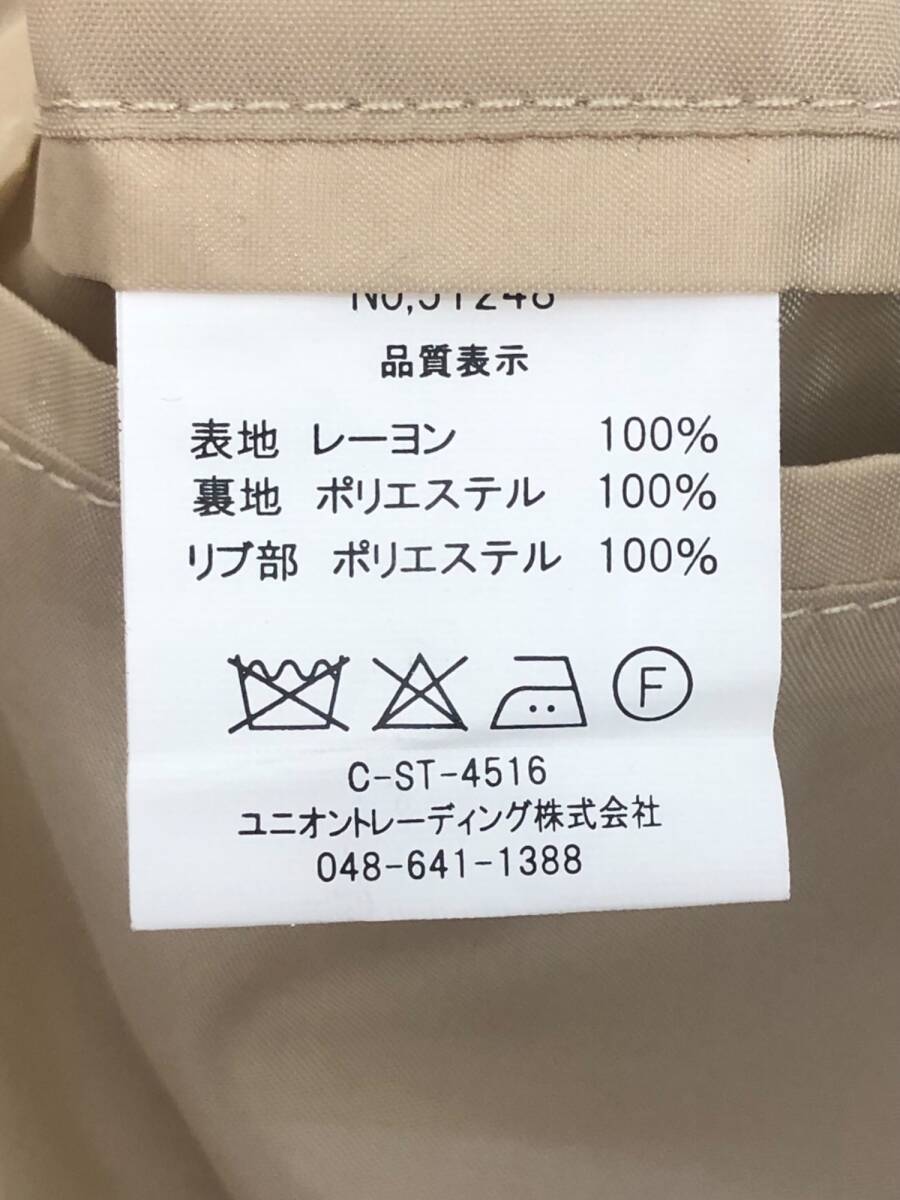 品質表示
表地 レーヨン 100%
裏地 ポリエステル 100%
リブ部 ポリエステル 100%
F
C-ST-4516
ユニオントレーディング株式会社
048-641-1388